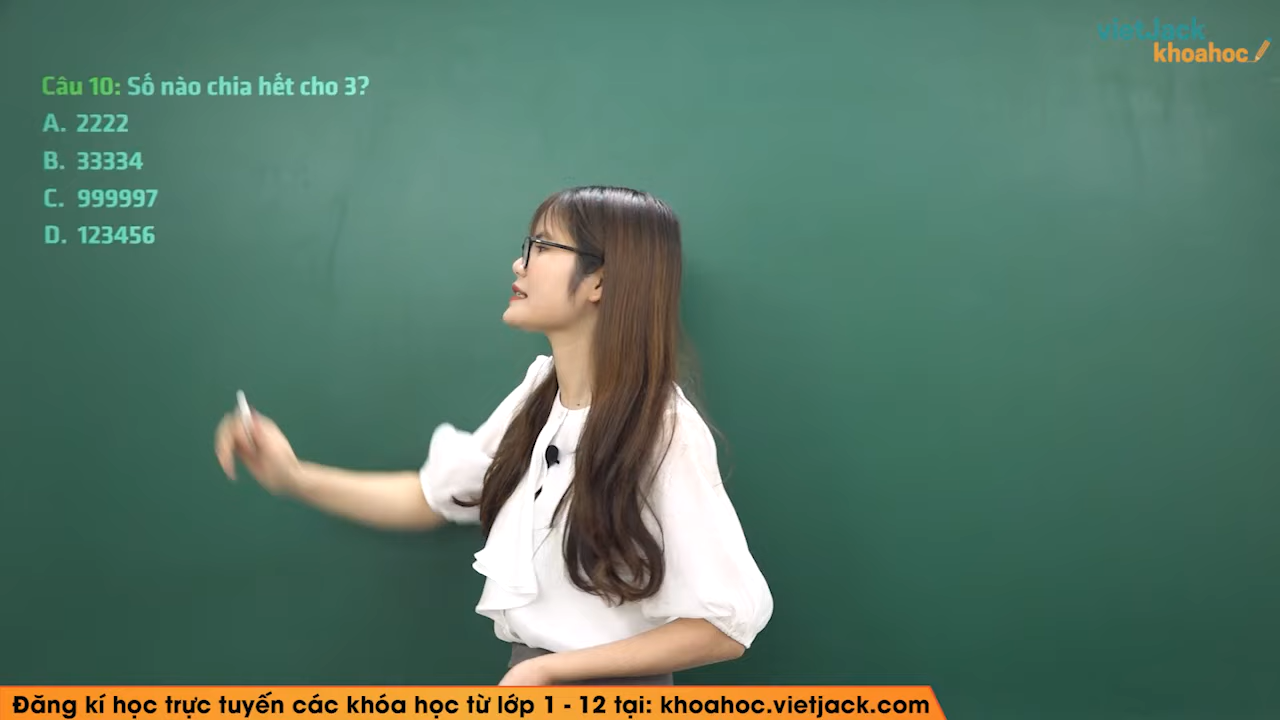 vietJack
khoahoc
Câu 10: Số nào chia hết cho 3?
A. 2222
B. 33334
C. 999997
D. 123456
Đăng kí học trực tuyến các khóa học từ lớp 1 - 12 tại: khoahoc.vietjack.com